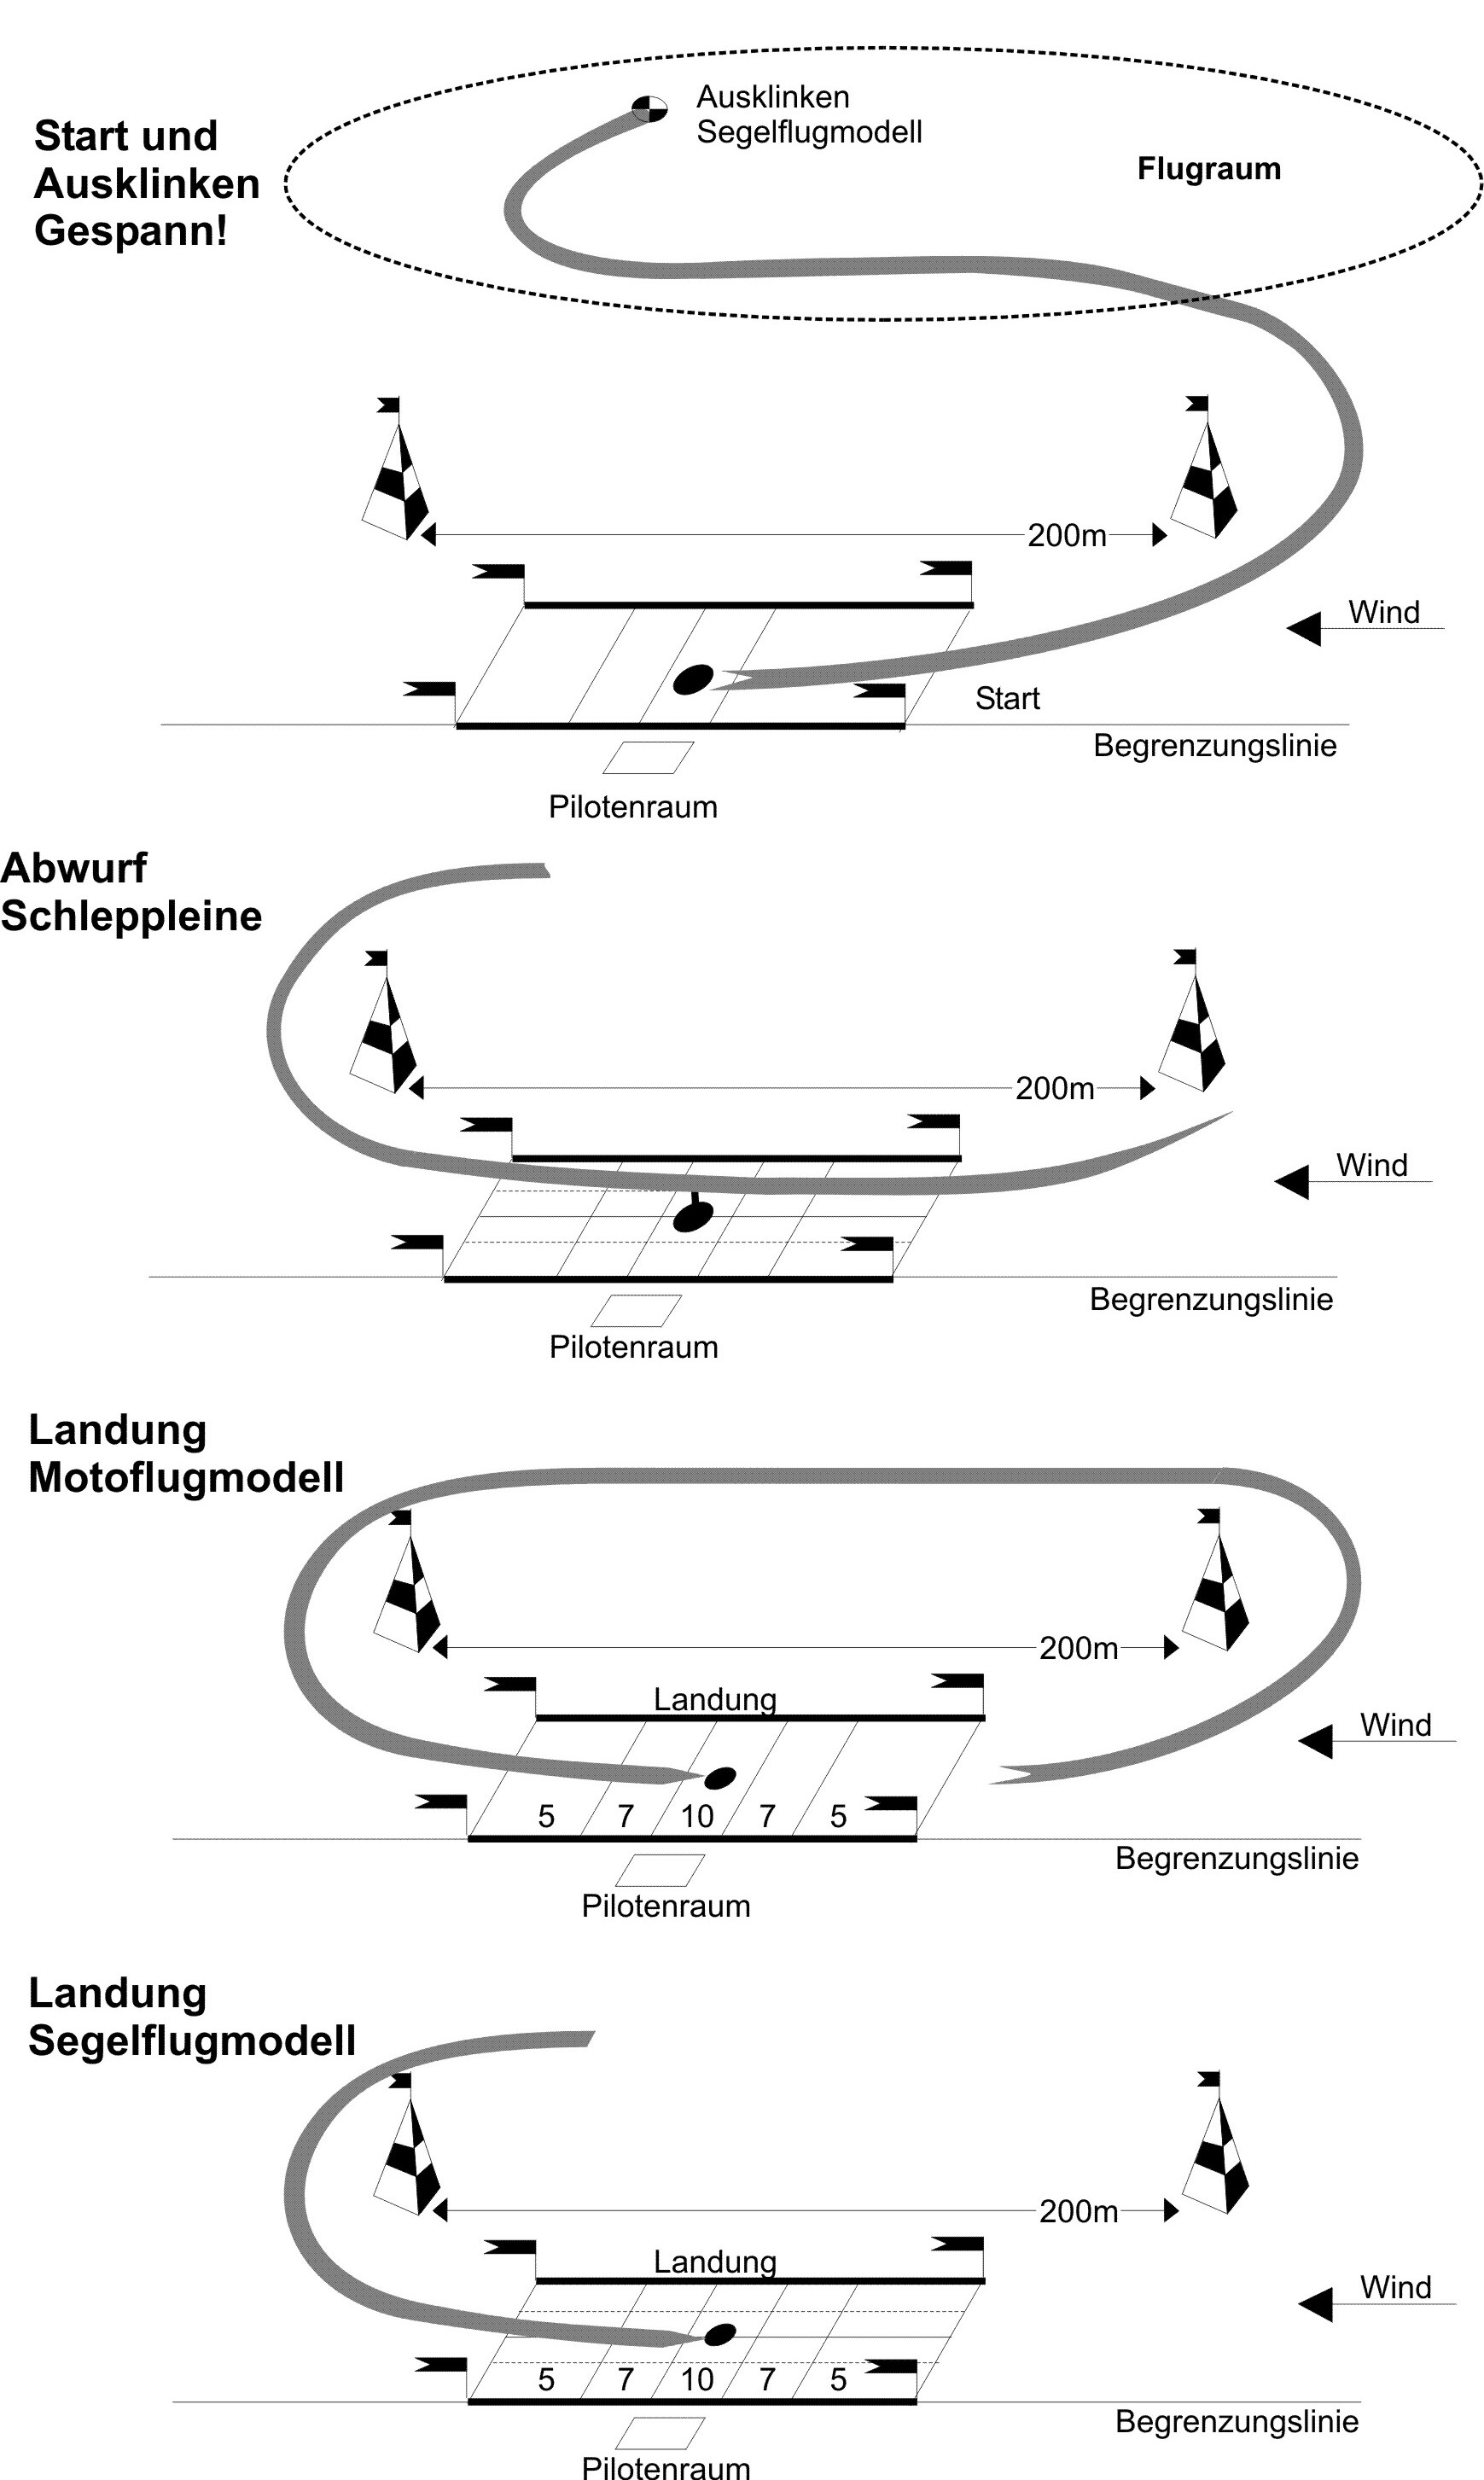 Start und
Ausklinken
Gespann!
Ausklinken
Segelflugmodell
Flugraum
200m
Wind
Start
Begrenzungslinie
Pilotenraum
Abwurf
Schleppleine
200m
Wind
Begrenzungslinie
Pilotenraum
Landung
Motoflugmodell
200m
Landung
Wind
5 7 10 7 5
Begrenzungslinie
Pilotenraum
Landung
Segelflugmodell
200m
Landung
Wind
5 7 10 7 5
Begrenzungslinie
Pilotenraum